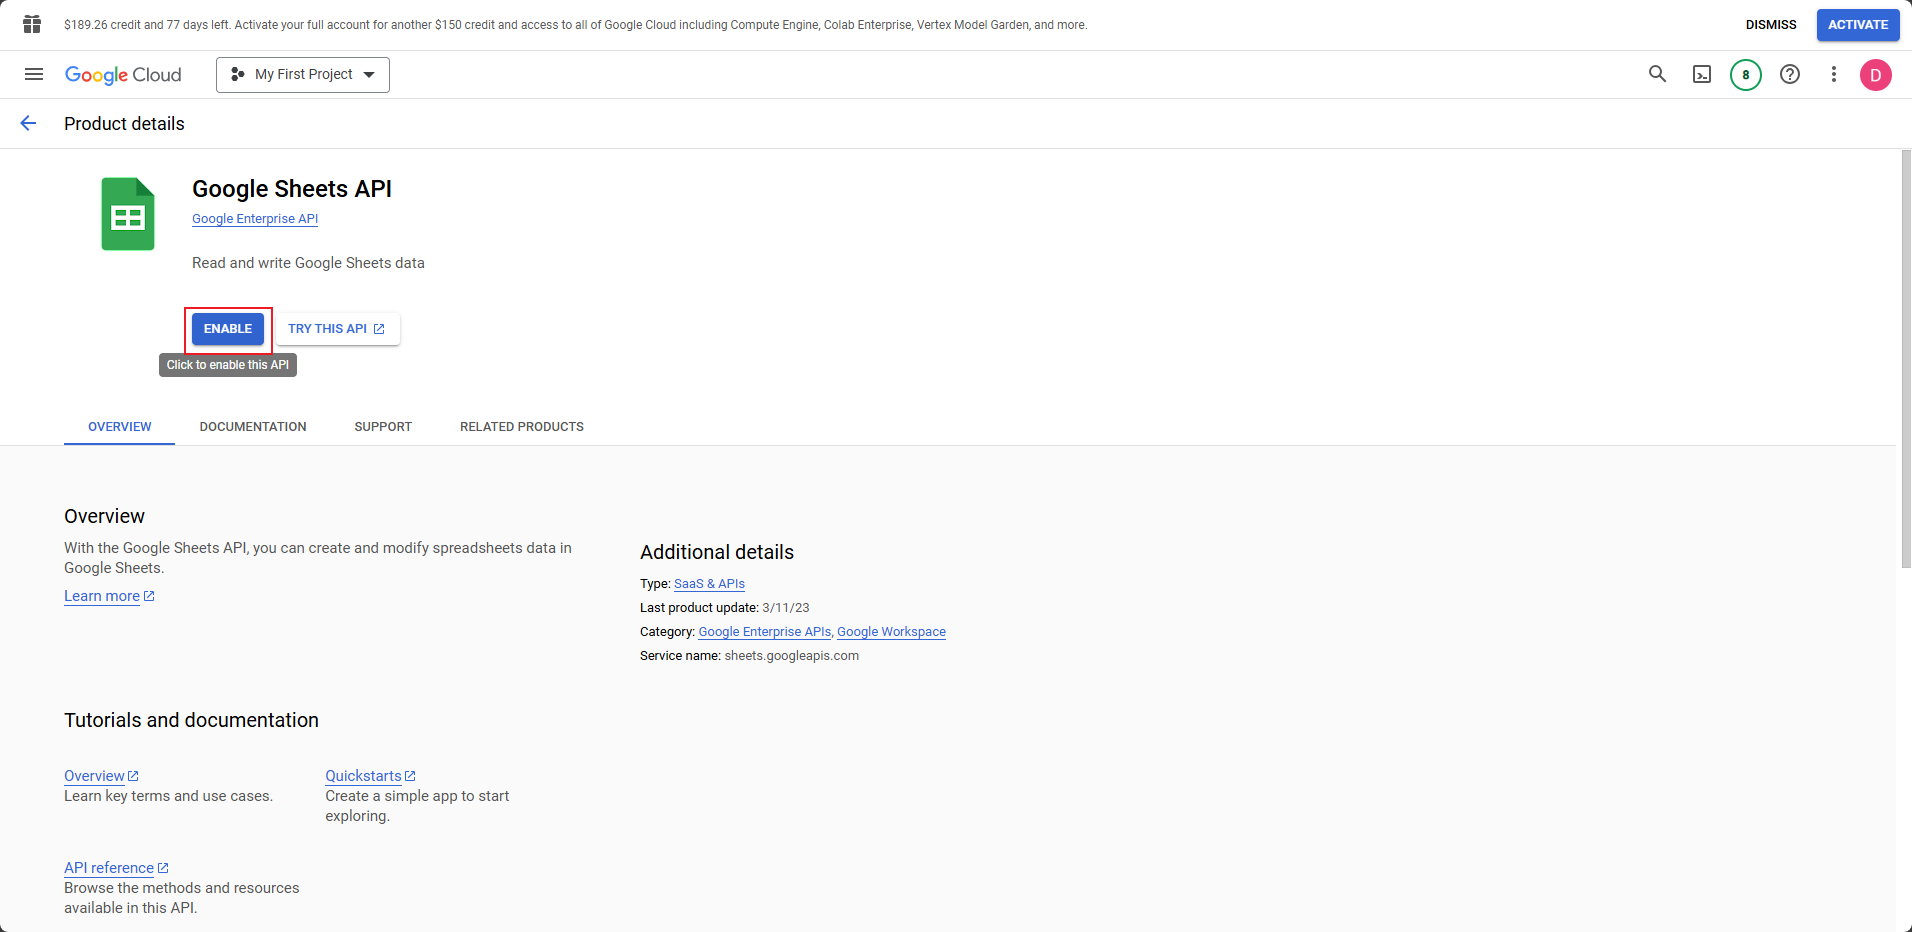 $189.26 credit and 77 days left. Activate your full account for another $150 credit and access to all of Google Cloud including Compute Engine, Colab Enterprise, Vertex Model Garden, and more.
DISMISS
ACTIVATE
Google Cloud
My First Project
8
D
Product details
Google Sheets API
Google Enterprise API
Read and write Google Sheets data
ENABLE
TRY THIS API
Click to enable this API
OVERVIEW
DOCUMENTATION
SUPPORT
RELATED PRODUCTS
Overview
With the Google Sheets API, you can create and modify spreadsheets data in
Google Sheets.
Learn more
Additional details
Type: SaaS & APIs
Last product update: 3/11/23
Category: Google Enterprise APIs, Google Workspace
Service name: sheets.googleapis.com
Tutorials and documentation
Overview
Learn key terms and use cases.
Quickstarts
Create a simple app to start
exploring.
API reference
Browse the methods and resources
available in this API.